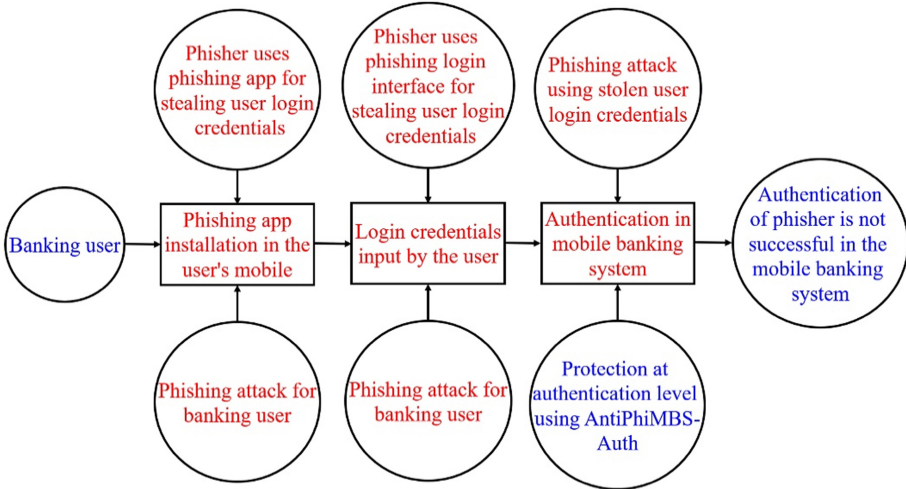 Phisher uses
phishing app for
stealing user login
credentials
Phisher uses
phishing login
interface for
stealing user login
credentials
Phishing attack
using stolen user
login credentials
Banking user
Phishing app
installation in the
user's mobile
Login credentials
input by the user
Authentication in
mobile banking
system
Authentication
of phisher is not
successful in the
mobile banking
system
Phishing attack for
banking user
Phishing attack for
banking user
Protection at
authentication level
using AntiPhiMBS-
Auth